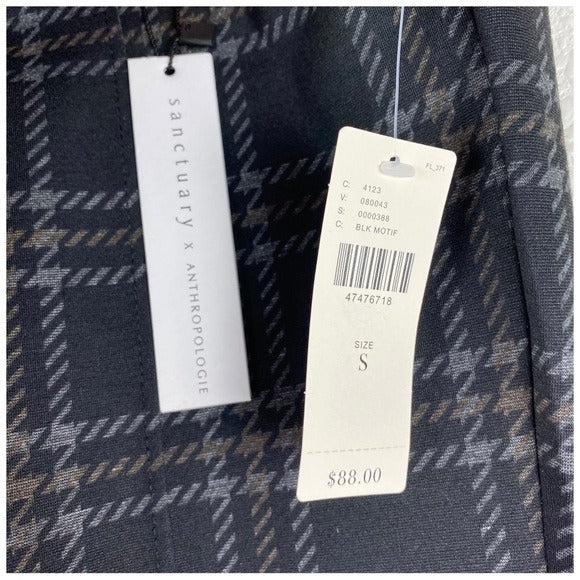 sanctuary x ANTHROPOLOGIE
FL_371
C: 4123
V: 080043
S: 0000388
C: BLK MOTIF
47476718
SIZE
S
$88.00